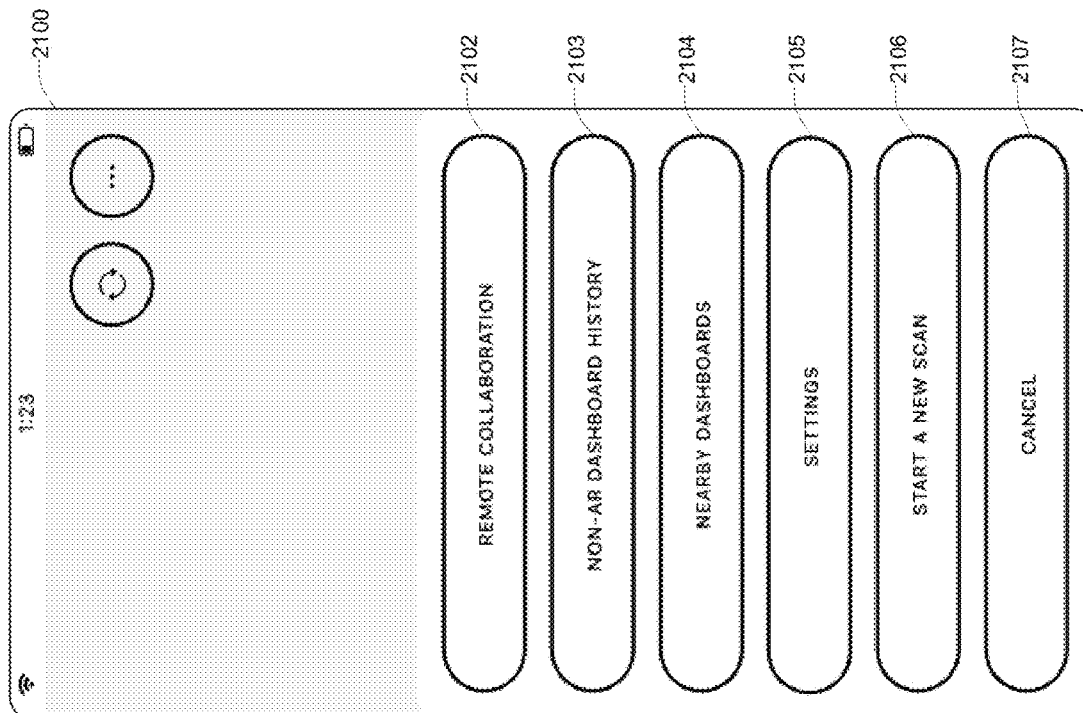 1:23
2100
...
REMOTE COLLABORATION
2102
NON-AR DASHBOARD HISTORY
2103
NEARBY DASHBOARDS
2104
SETTINGS
2105
START A NEW SCAN
2106
CANCEL
2107